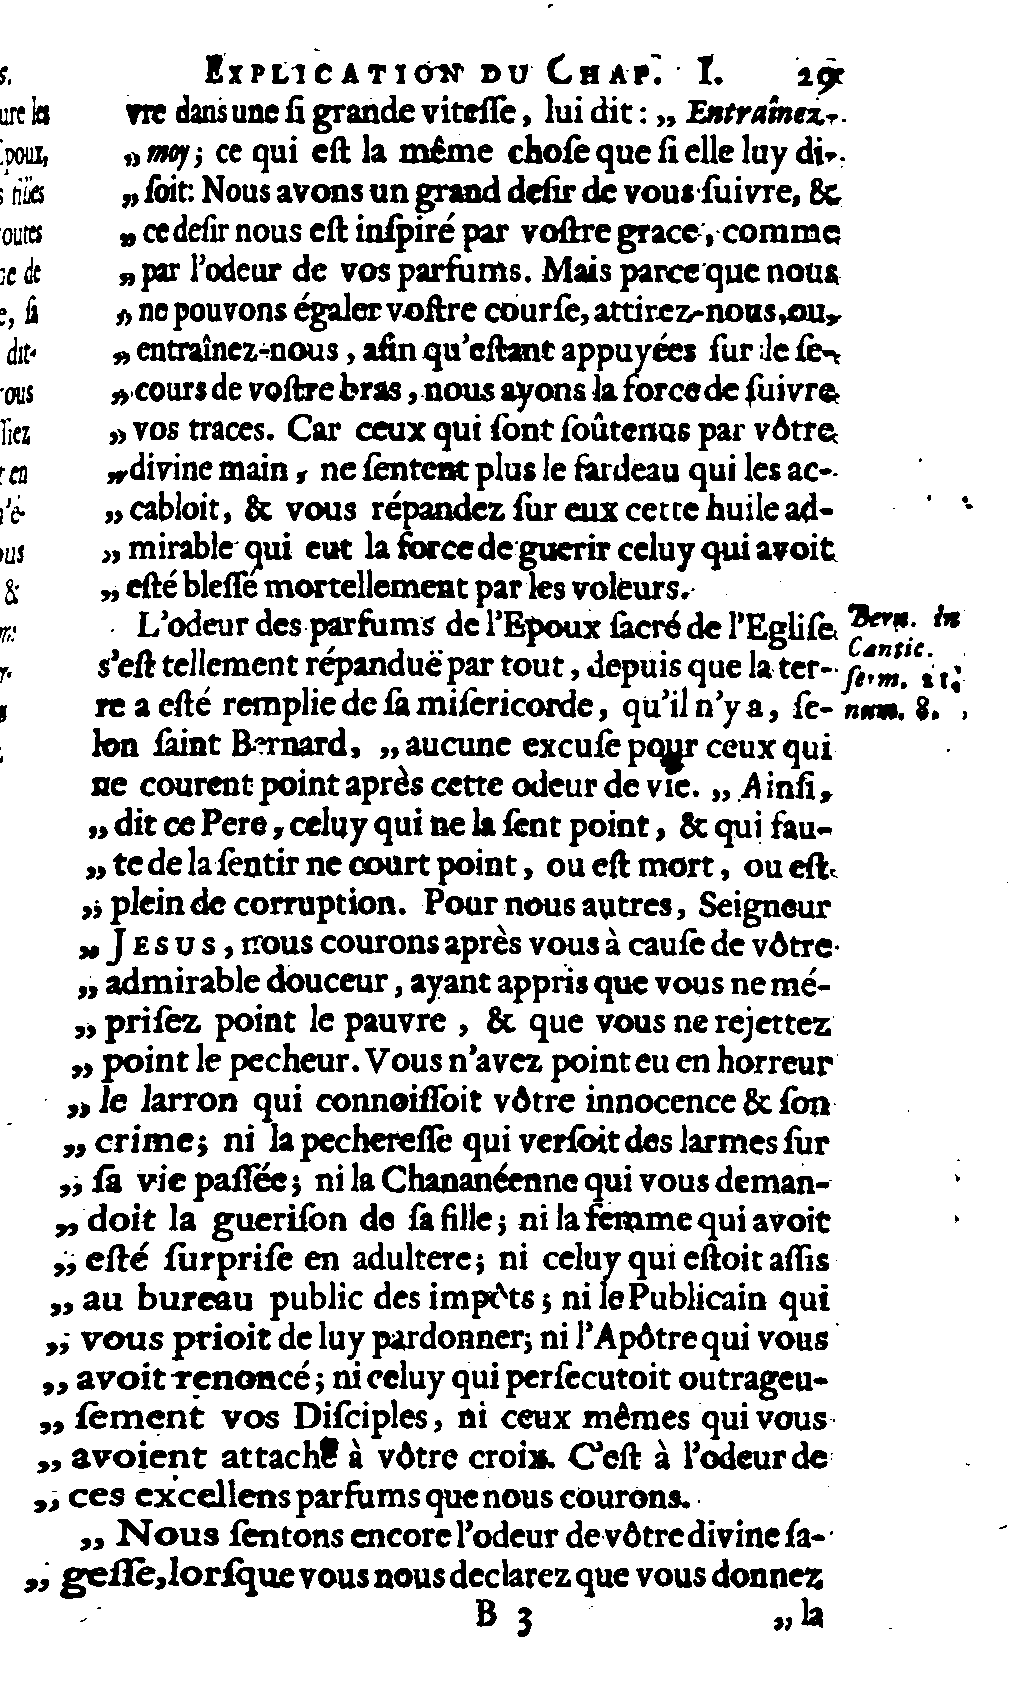 EXPLICATION DU CHAP. I. 29
vre dans une ſi grande viteſſe, lui dit: „ Entraînez-
„ moy; ce qui eſt la même choſe que ſi elle luy di-
„ ſoit: Nous avons un grand deſir de vous ſuivre, &
„ ce deſir nous eſt inſpiré par voſtre grace, comme
„ par l'odeur de vos parfums. Mais parce que nous
„ ne pouvons égaler voſtre courſe, attirez-nous, ou,
„ entraînez-nous, afin qu'eſtant appuyées ſur le ſe-
„ cours de voſtre bras, nous ayons la force de ſuivre
„ vos traces. Car ceux qui ſont ſoûtenus par vôtre
„ divine main, ne ſentent plus le fardeau qui les ac-
„ cabloit, & vous répandez ſur eux cette huile ad-
„ mirable qui eut la force de guerir celuy qui avoit
„ eſté bleſſé mortellement par les voleurs.
L'odeur des parfums de l'Epoux ſacré de l'Egliſe
s'eſt tellement répanduë par tout, depuis que la ter-
re a eſté remplie de ſa miſericorde, qu'il n'y a, ſe-
lon ſaint Bernard, „ aucune excuſe pour ceux qui
ne courent point après cette odeur de vie. „ Ainſi,
„ dit ce Pere, celuy qui ne la ſent point, & qui fau-
„ te de la ſentir ne court point, ou eſt mort, ou eſt
„ plein de corruption. Pour nous autres, Seigneur
„ JESUS, nous courons après vous à cauſe de vôtre
„ admirable douceur, ayant appris que vous ne mé-
„ priſez point le pauvre, & que vous ne rejettez
„ point le pecheur. Vous n'avez point eu en horreur
„ le larron qui connoiſſoit vôtre innocence & ſon
„ crime; ni la pechereſſe qui verſoit des larmes ſur
„ ſa vie paſſée; ni la Chananéenne qui vous deman-
„ doit la gueriſon de ſa fille; ni la femme qui avoit
„ eſté ſurpriſe en adultere; ni celuy qui eſtoit aſſis
„ au bureau public des impôts; ni le Publicain qui
„ vous prioit de luy pardonner; ni l'Apôtre qui vous
„ avoit renoncé; ni celuy qui perſecutoit outrageu-
„ ſement vos Diſciples, ni ceux mêmes qui vous
„ avoient attaché à vôtre croix. C'eſt à l'odeur de
„ ces excellens parfums que nous courons.
„ Nous ſentons encore l'odeur de vôtre divine ſa-
„ geſſe, lorſque vous nous declarez que vous donnez
B 3 „ la
Bern. in
Cantic.
ſerm. 21.
num. 8.